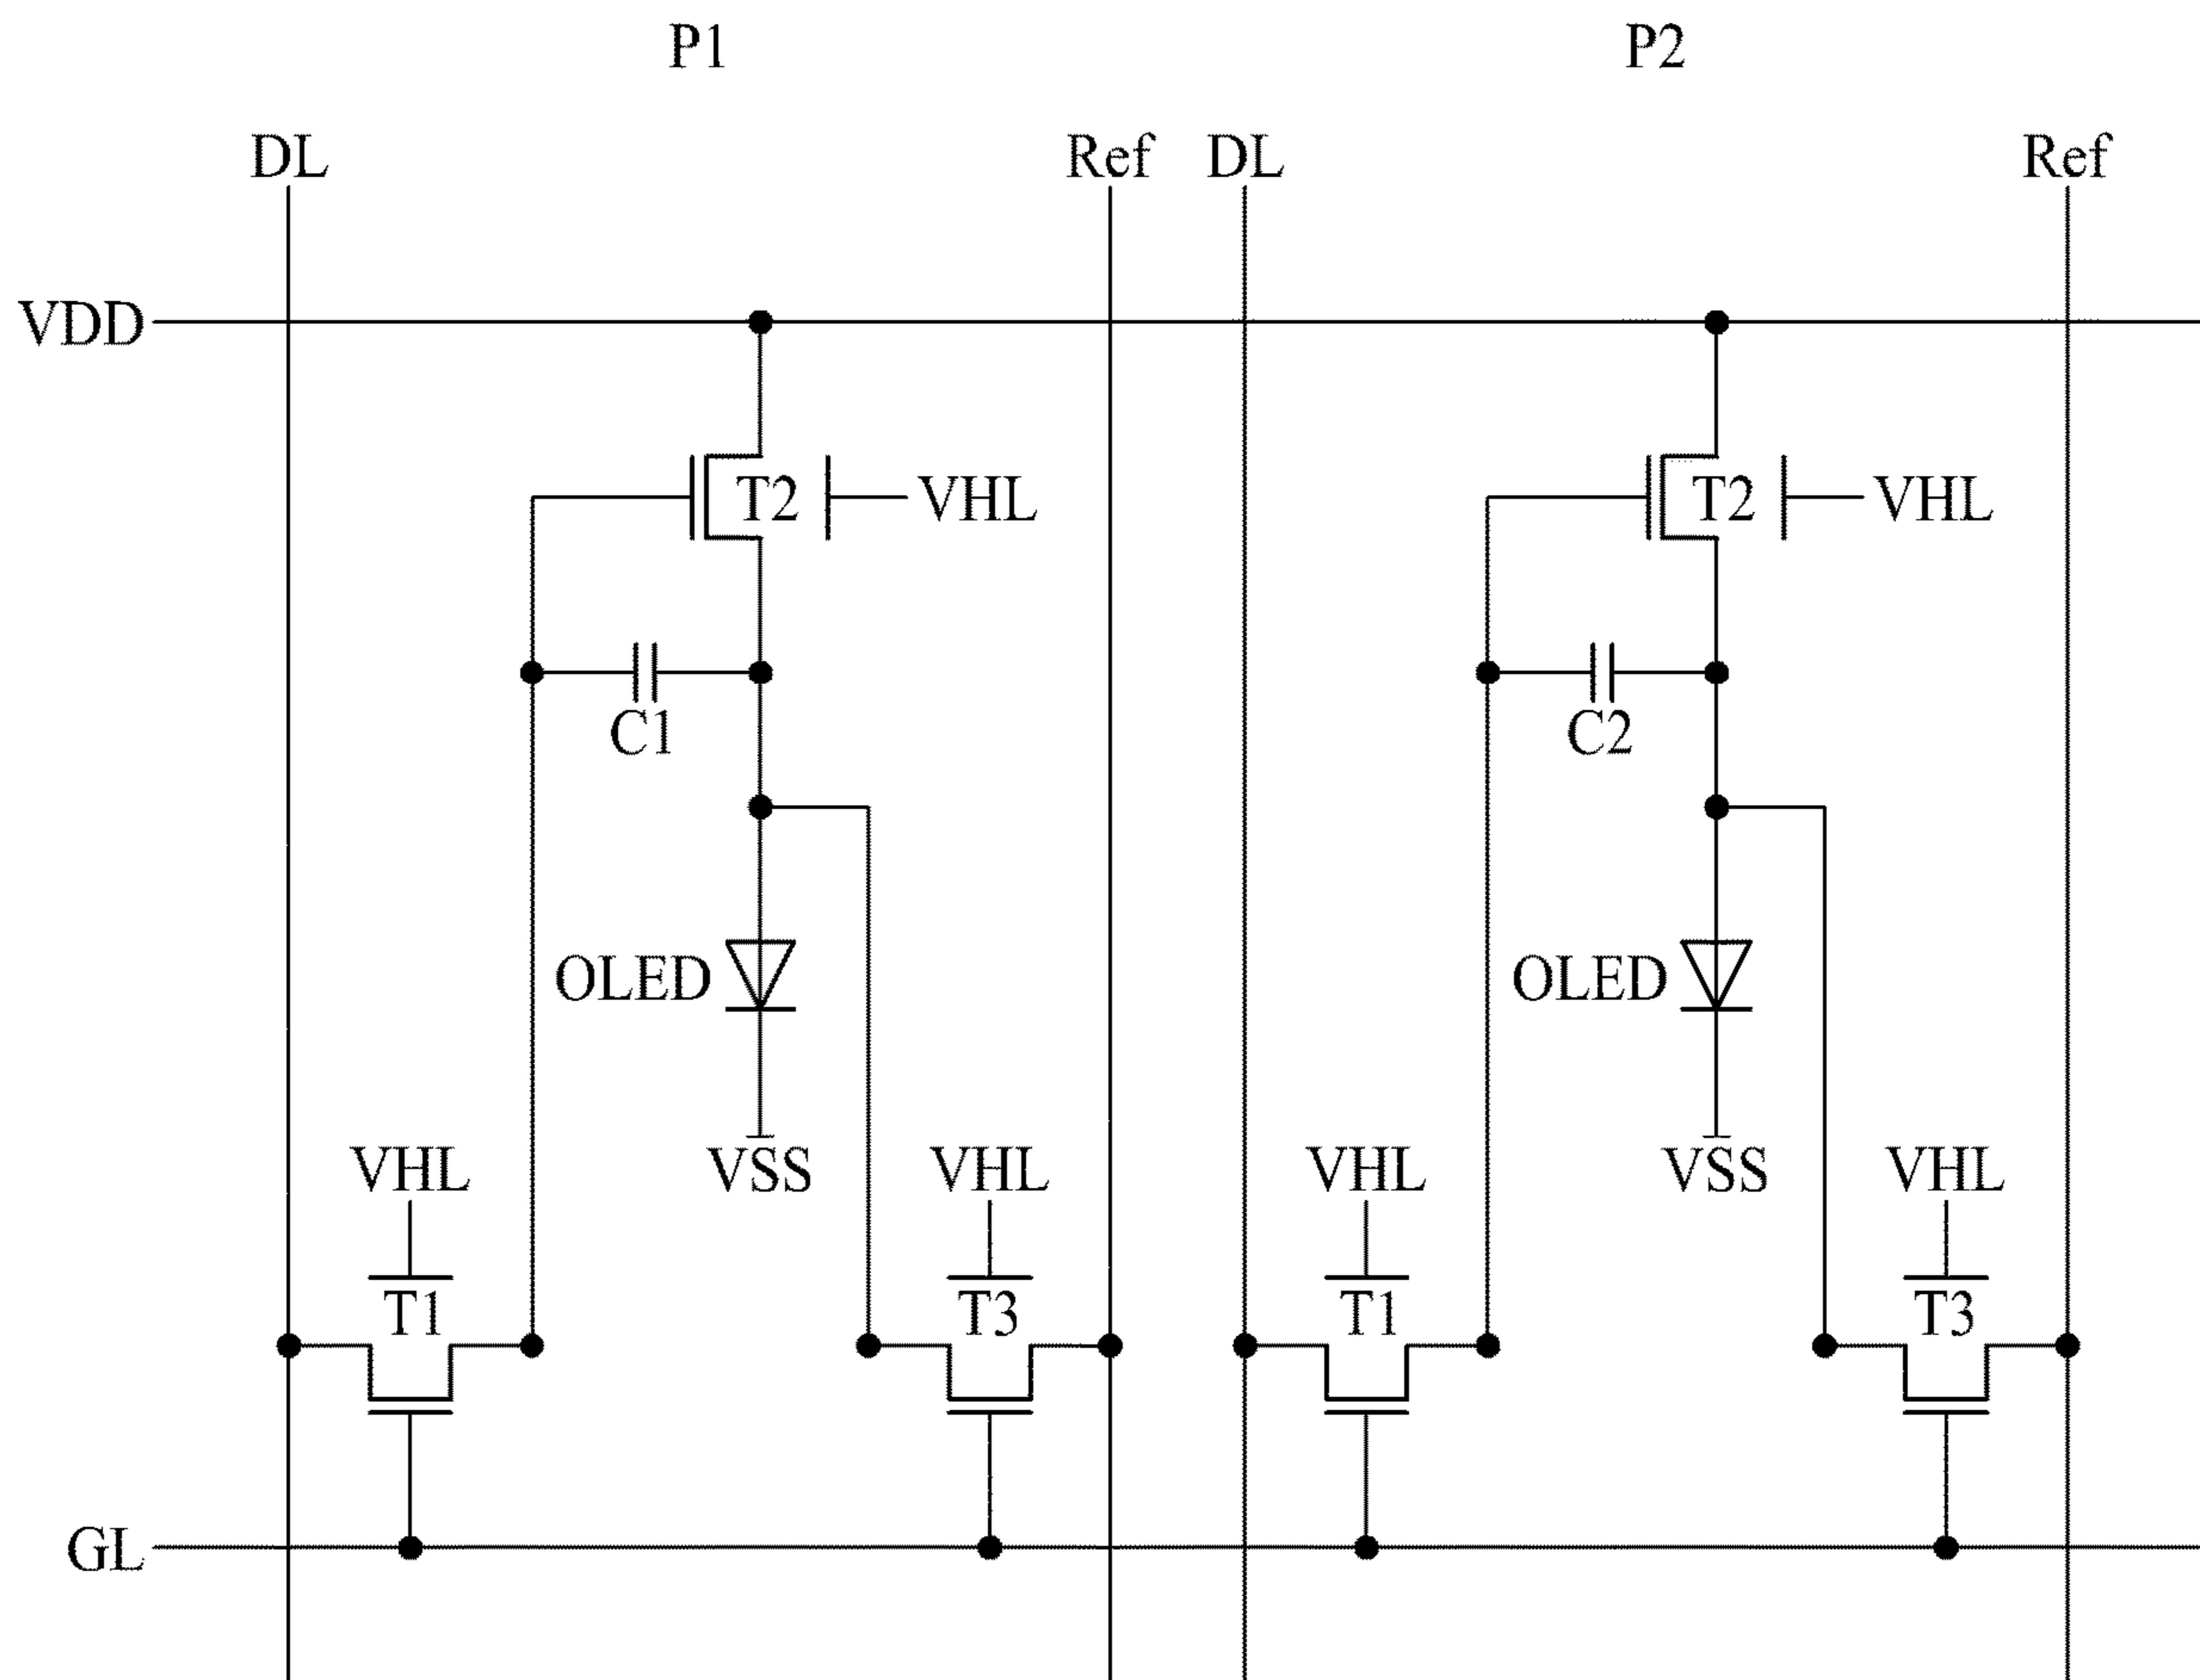 P1 P2
DL Ref DL Ref
VDD
T2 VHL T2 VHL
C1 C2
OLED OLED
VHL VSS VHL VHL VSS VHL
T1 T3 T1 T3
GL